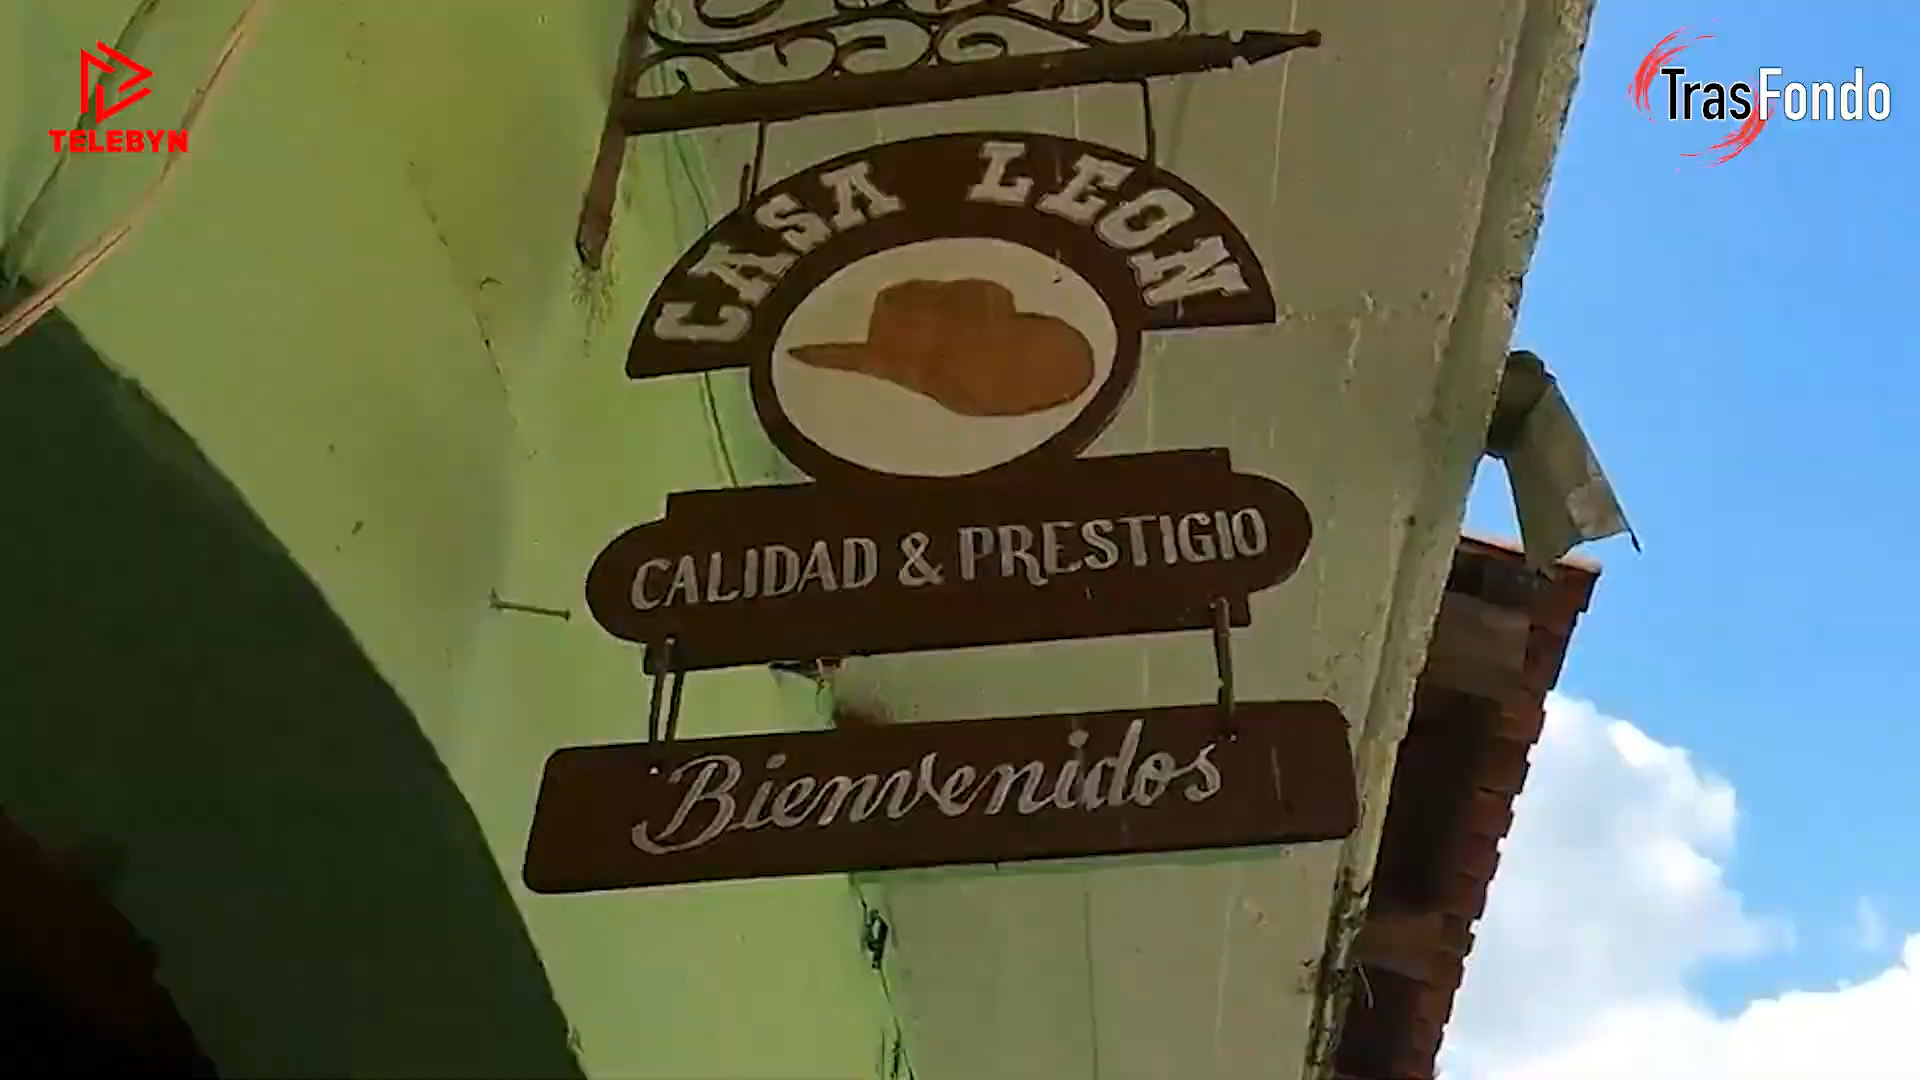 TELEBYN
TrasFondo
CASA LEON
CALIDAD & PRESTIGIO
Bienvenidos